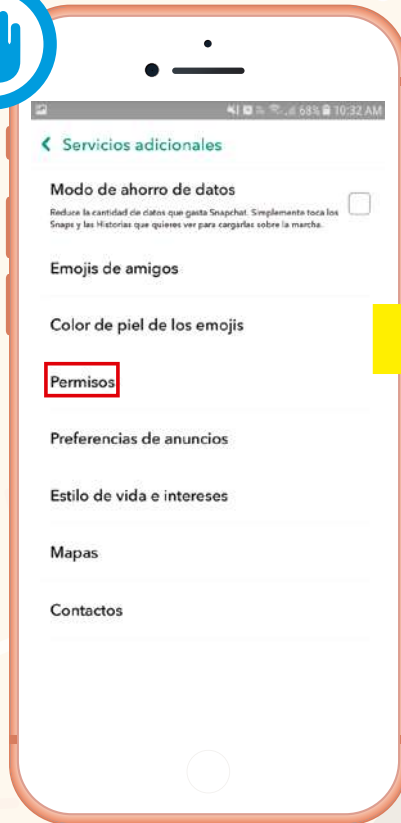 68% 10:32 AM
Servicios adicionales
Modo de ahorro de datos
Reduce la cantidad de datos que gasta Snapchat. Simplemente toca los
Snaps y las Historias que quieres ver para cargarlas sobre la marcha.
Emojis de amigos
Color de piel de los emojis
Permisos
Preferencias de anuncios
Estilo de vida e intereses
Mapas
Contactos